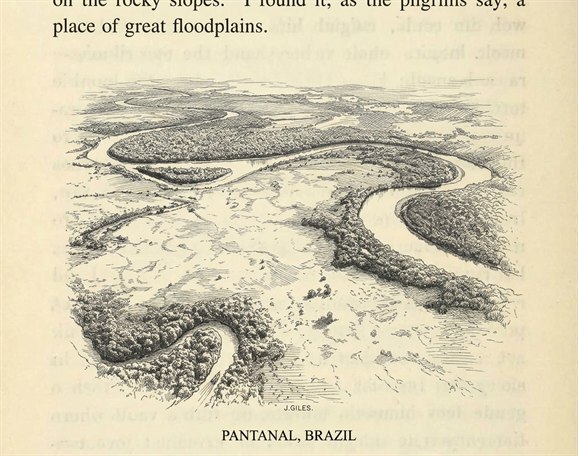 on the rocky slopes. I found it, as the pilgrims say, a
place of great floodplains.
J.GILES.
PANTANAL, BRAZIL